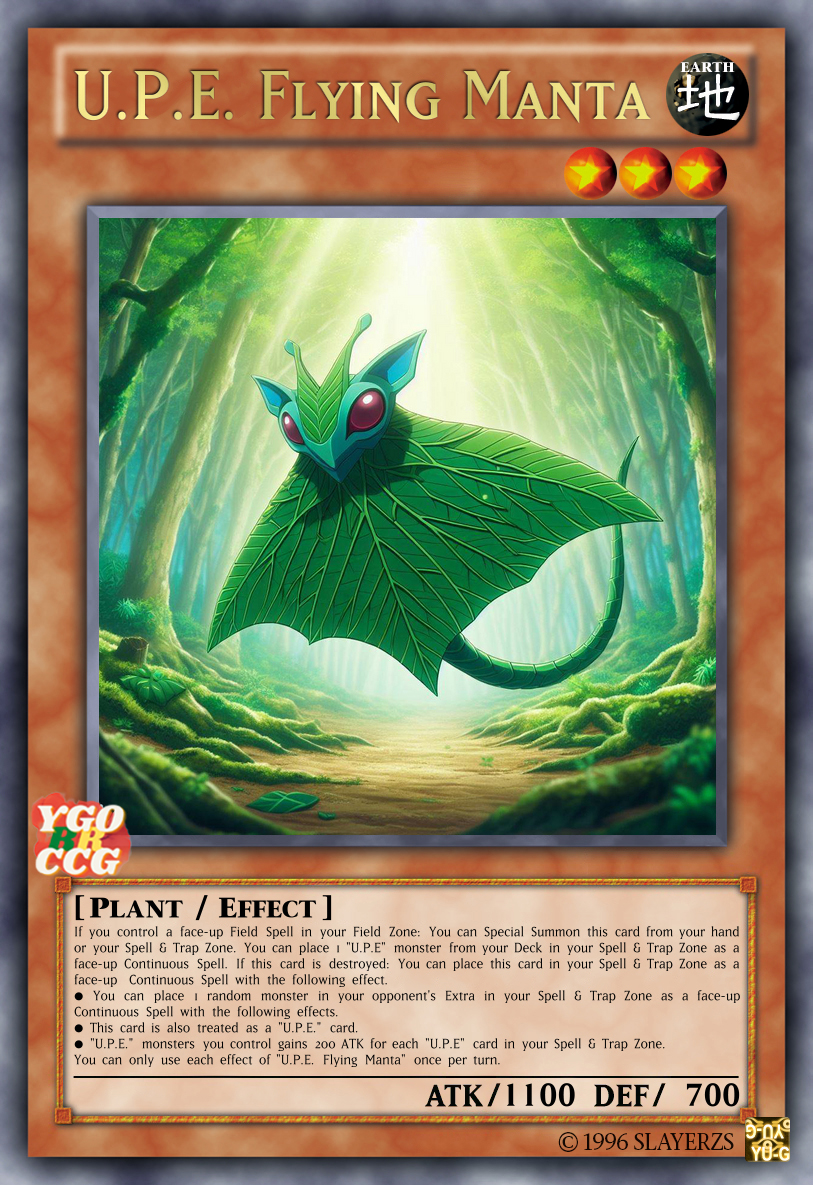 U.P.E. Flying Manta
EARTH
地
YGO
RR
CCG
[ Plant / Effect ]
If you control a face-up Field Spell in your Field Zone: You can Special Summon this card from your hand
or your Spell & Trap Zone. You can place 1 "U.P.E" monster from your Deck in your Spell & Trap Zone as a
face-up Continuous Spell. If this card is destroyed: You can place this card in your Spell & Trap Zone as a
face-up Continuous Spell with the following effect.
● You can place 1 random monster in your opponent's Extra in your Spell & Trap Zone as a face-up
Continuous Spell with the following effects.
● This card is also treated as a "U.P.E." card.
● "U.P.E." monsters you control gains 200 ATK for each "U.P.E" card in your Spell & Trap Zone.
You can only use each effect of "U.P.E. Flying Manta" once per turn.
ATK/1100 DEF/ 700
© 1996 SLAYERZS